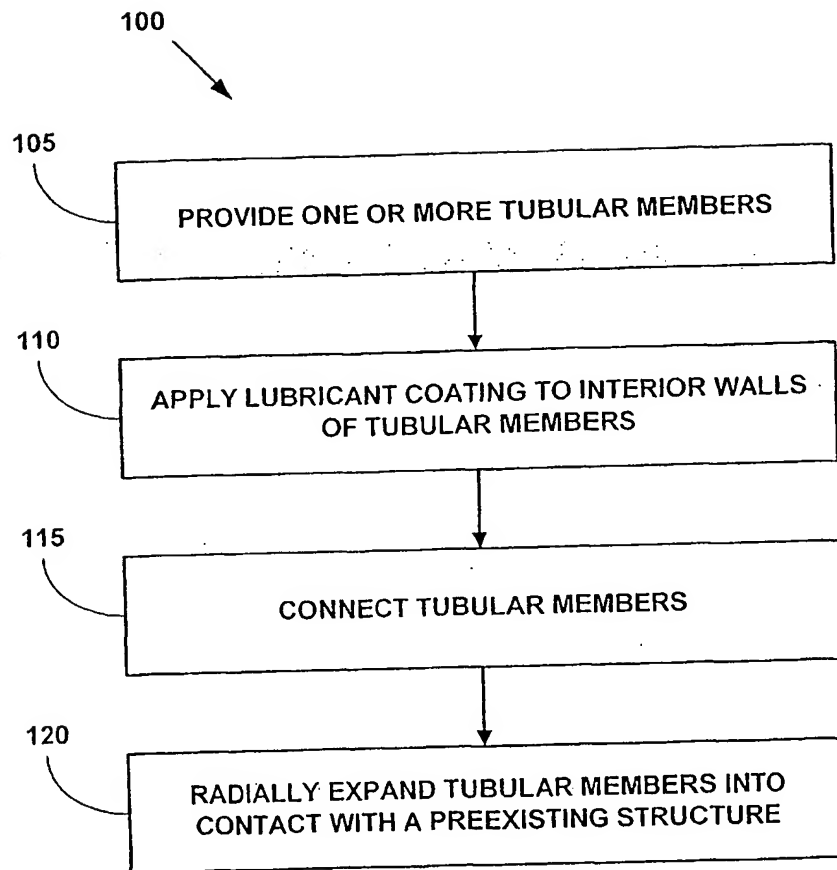 100
105
PROVIDE ONE OR MORE TUBULAR MEMBERS
110
APPLY LUBRICANT COATING TO INTERIOR WALLS
OF TUBULAR MEMBERS
115
CONNECT TUBULAR MEMBERS
120
RADIALLY EXPAND TUBULAR MEMBERS INTO
CONTACT WITH A PREEXISTING STRUCTURE